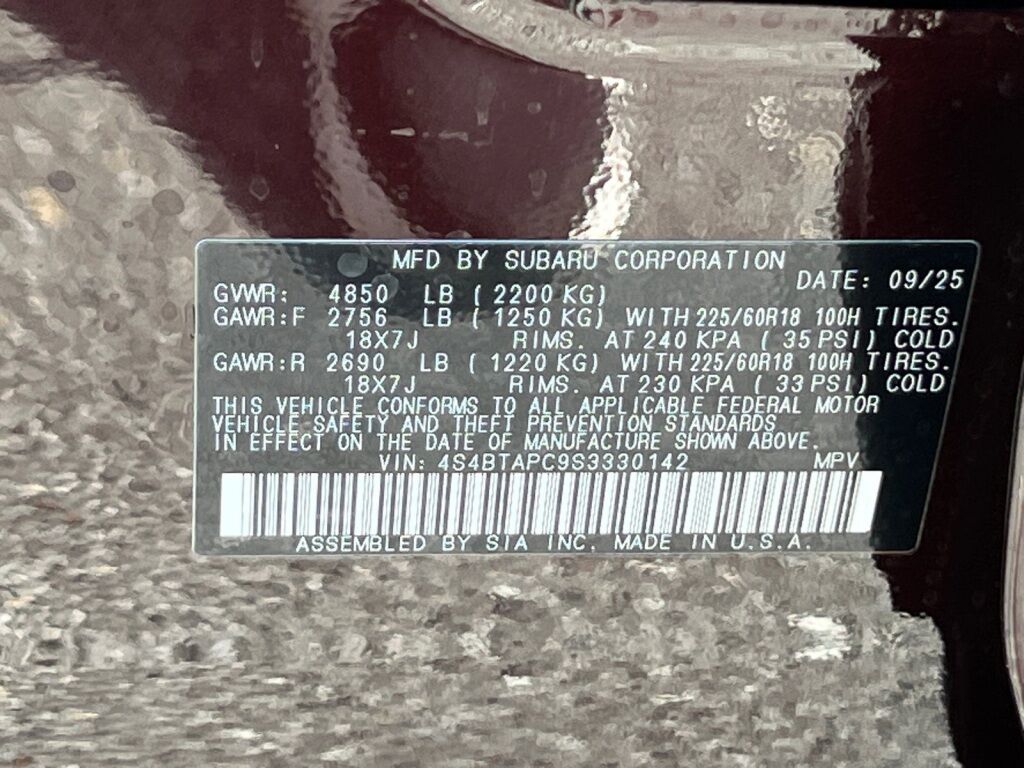 MFD BY SUBARU CORPORATION
DATE: 09/25
GVWR: 4850 LB ( 2200 KG)
GAWR:F 2756 LB ( 1250 KG) WITH 225/60R18 100H TIRES.
18X7J RIMS. AT 240 KPA ( 35 PSI) COLD
GAWR:R 2690 LB ( 1220 KG) WITH 225/60R18 100H TIRES.
18X7J RIMS. AT 230 KPA ( 33 PSI) COLD
THIS VEHICLE CONFORMS TO ALL APPLICABLE FEDERAL MOTOR
VEHICLE SAFETY AND THEFT PREVENTION STANDARDS
IN EFFECT ON THE DATE OF MANUFACTURE SHOWN ABOVE.
VIN: 4S4BTAPC9S3330142 MPV
ASSEMBLED BY SIA INC. MADE IN U.S.A.